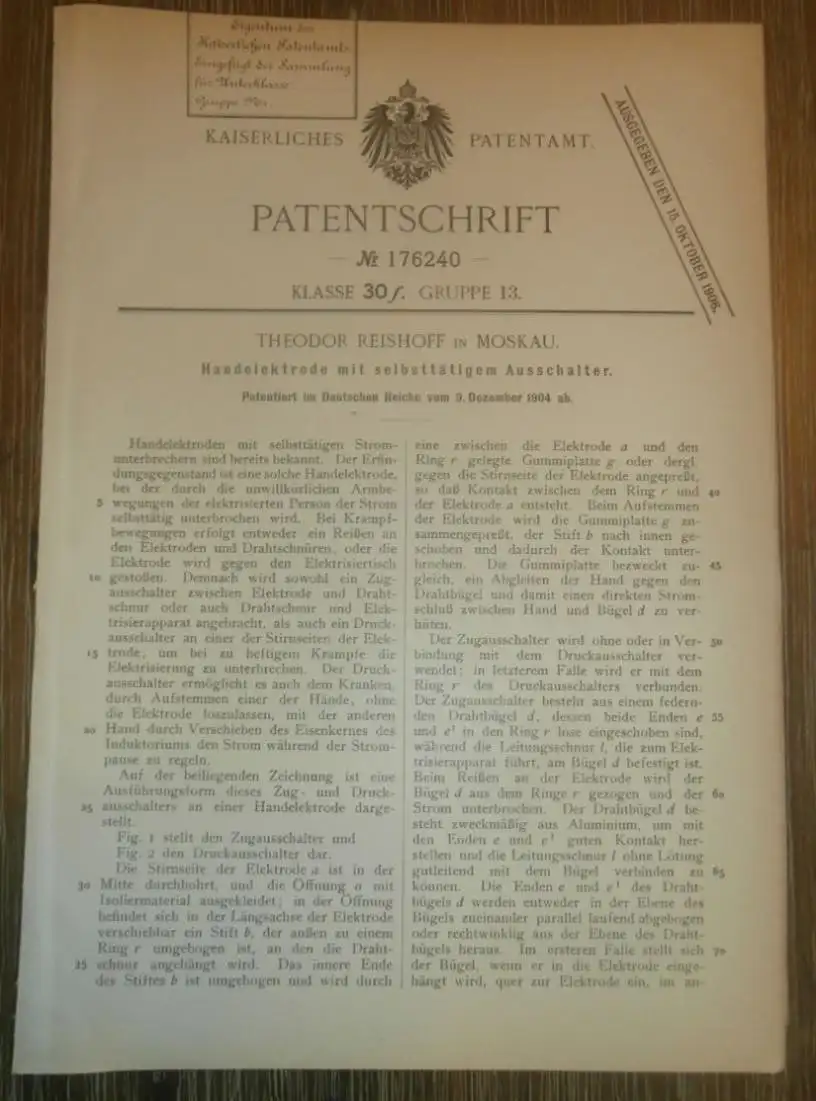 Eigentum des
Kaiserlichen Patentamts
Eingefügt der Sammlung
für Unterklasse
Gruppe Nr.
KAISERLICHES PATENTAMT.
AUSGEGEBEN DEN 15. OKTOBER 1906.
PATENTSCHRIFT
— № 176240 —
KLASSE 30f. GRUPPE 13.
THEODOR REISHOFF IN MOSKAU.
Handelektrode mit selbsttätigem Ausschalter.
Patentiert im Deutschen Reiche vom 9. Dezember 1904 ab.
Handelektroden mit selbsttätigen Strom-
unterbrechern sind bereits bekannt. Der Erfin-
dungsgegenstand ist eine solche Handelektrode,
bei der durch die unwillkürlichen Armbe-
5 wegungen der elektrisierten Person der Strom
selbsttätig unterbrochen wird. Bei Krampf-
bewegungen erfolgt entweder ein Reißen an
den Elektroden und Drahtschnüren, oder die
Elektrode wird gegen den Elektrisiertisch
10 gestoßen. Demnach wird sowohl ein Zug-
ausschalter zwischen Elektrode und Draht-
schnur oder auch Drahtschnur und Elek-
trisierapparat angebracht, als auch ein Druck-
ausschalter an einer der Stirnseiten der Elek-
15 trode, um bei zu heftigem Krampfe die
Elektrisierung zu unterbrechen. Der Druck-
ausschalter ermöglicht es auch dem Kranken,
durch Aufstemmen einer der Hände, ohne
die Elektrode loszulassen, mit der anderen
20 Hand durch Verschieben des Eisenkernes des
Induktoriums den Strom während der Strom-
pause zu regeln.
Auf der beiliegenden Zeichnung ist eine
Ausführungsform dieses Zug- und Druck-
25 ausschalters an einer Handelektrode darge-
stellt.
Fig. 1 stellt den Zugausschalter und
Fig. 2 den Druckausschalter dar.
Die Stirnseite der Elektrode a ist in der
30 Mitte durchbohrt, und die Öffnung o mit
Isoliermaterial ausgekleidet; in der Öffnung
befindet sich in der Längsachse der Elektrode
verschiebbar ein Stift b, der außen zu einem
Ring r umgebogen ist, an den die Draht-
35 schnur angehängt wird. Das innere Ende
des Stiftes b ist umgebogen und wird durch
eine zwischen die Elektrode a und den
Ring r gelegte Gummiplatte g oder dergl.
gegen die Stirnseite der Elektrode angepreßt,
so daß Kontakt zwischen dem Ring r und 40
der Elektrode a entsteht. Beim Aufstemmen
der Elektrode wird die Gummiplatte g zu-
sammengepreßt, der Stift b nach innen ge-
schoben und dadurch der Kontakt unter-
brochen. Die Gummiplatte bezweckt zu- 45
gleich, ein Abgleiten der Hand gegen den
Drahtbügel und damit einen direkten Strom-
schluß zwischen Hand und Bügel d zu ver-
hüten.
Der Zugausschalter wird ohne oder in Ver- 50
bindung mit dem Druckausschalter ver-
wendet; in letzterem Falle wird er mit dem
Ring r des Druckausschalters verbunden.
Der Zugausschalter besteht aus einem federn-
den Drahtbügel d, dessen beide Enden e 55
und e¹ in den Ring r lose eingeschoben sind,
während die Leitungsschnur l, die zum Elek-
trisierapparat führt, am Bügel d befestigt ist.
Beim Reißen an der Elektrode wird der
Bügel d aus dem Ringe r gezogen und der 60
Strom unterbrochen. Der Drahtbügel d be-
steht zweckmäßig aus Aluminium, um mit
den Enden e und e¹ guten Kontakt her-
stellen und die Leitungsschnur l ohne Lötung
gutleitend mit dem Bügel verbinden zu 65
können. Die Enden e und e¹ des Draht-
bügels d werden entweder in der Ebene des
Bügels zueinander parallel laufend abgebogen
oder rechtwinklig aus der Ebene des Draht-
bügels heraus. Im ersteren Falle stellt sich 70
der Bügel, wenn er in die Elektrode einge-
hängt wird, quer zur Elektrode ein, im an-